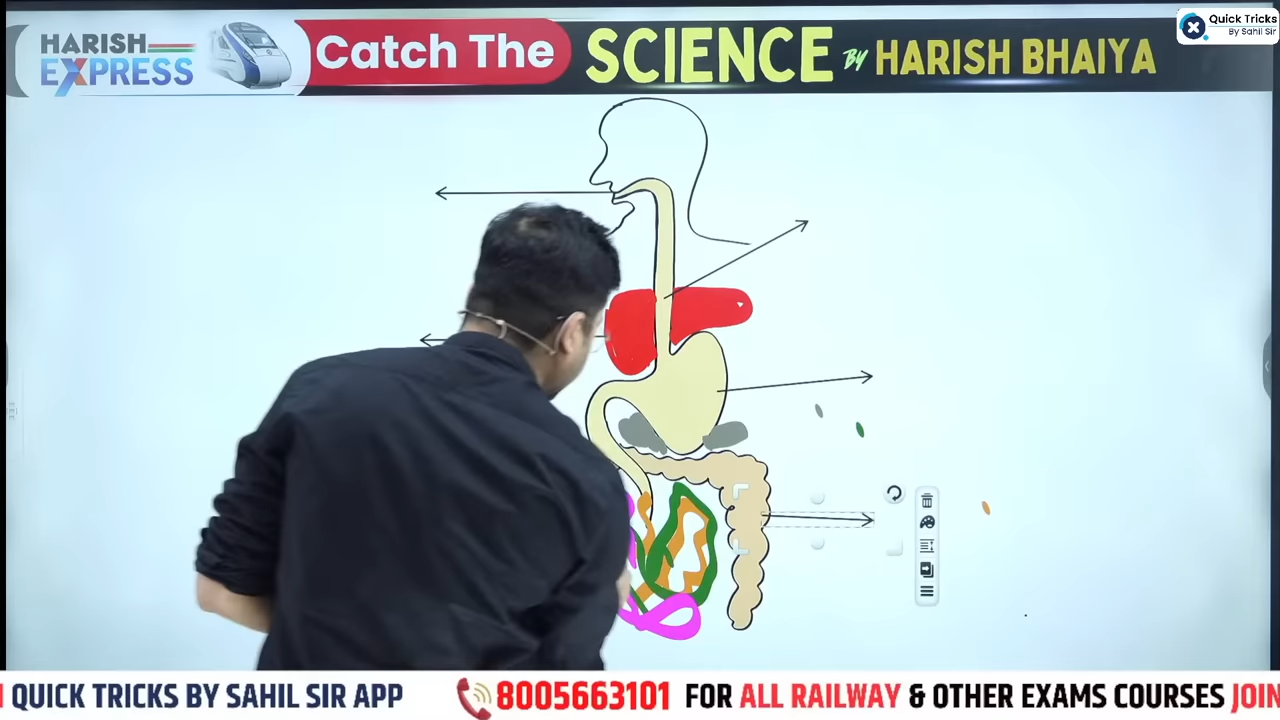 HARISH
EXPRESS
Catch The
SCIENCE
BY
HARISH BHAIYA
Quick Tricks
By Sahil Sir
QUICK TRICKS BY SAHIL SIR APP
8005663101
FOR ALL RAILWAY & OTHER EXAMS COURSES JOIN